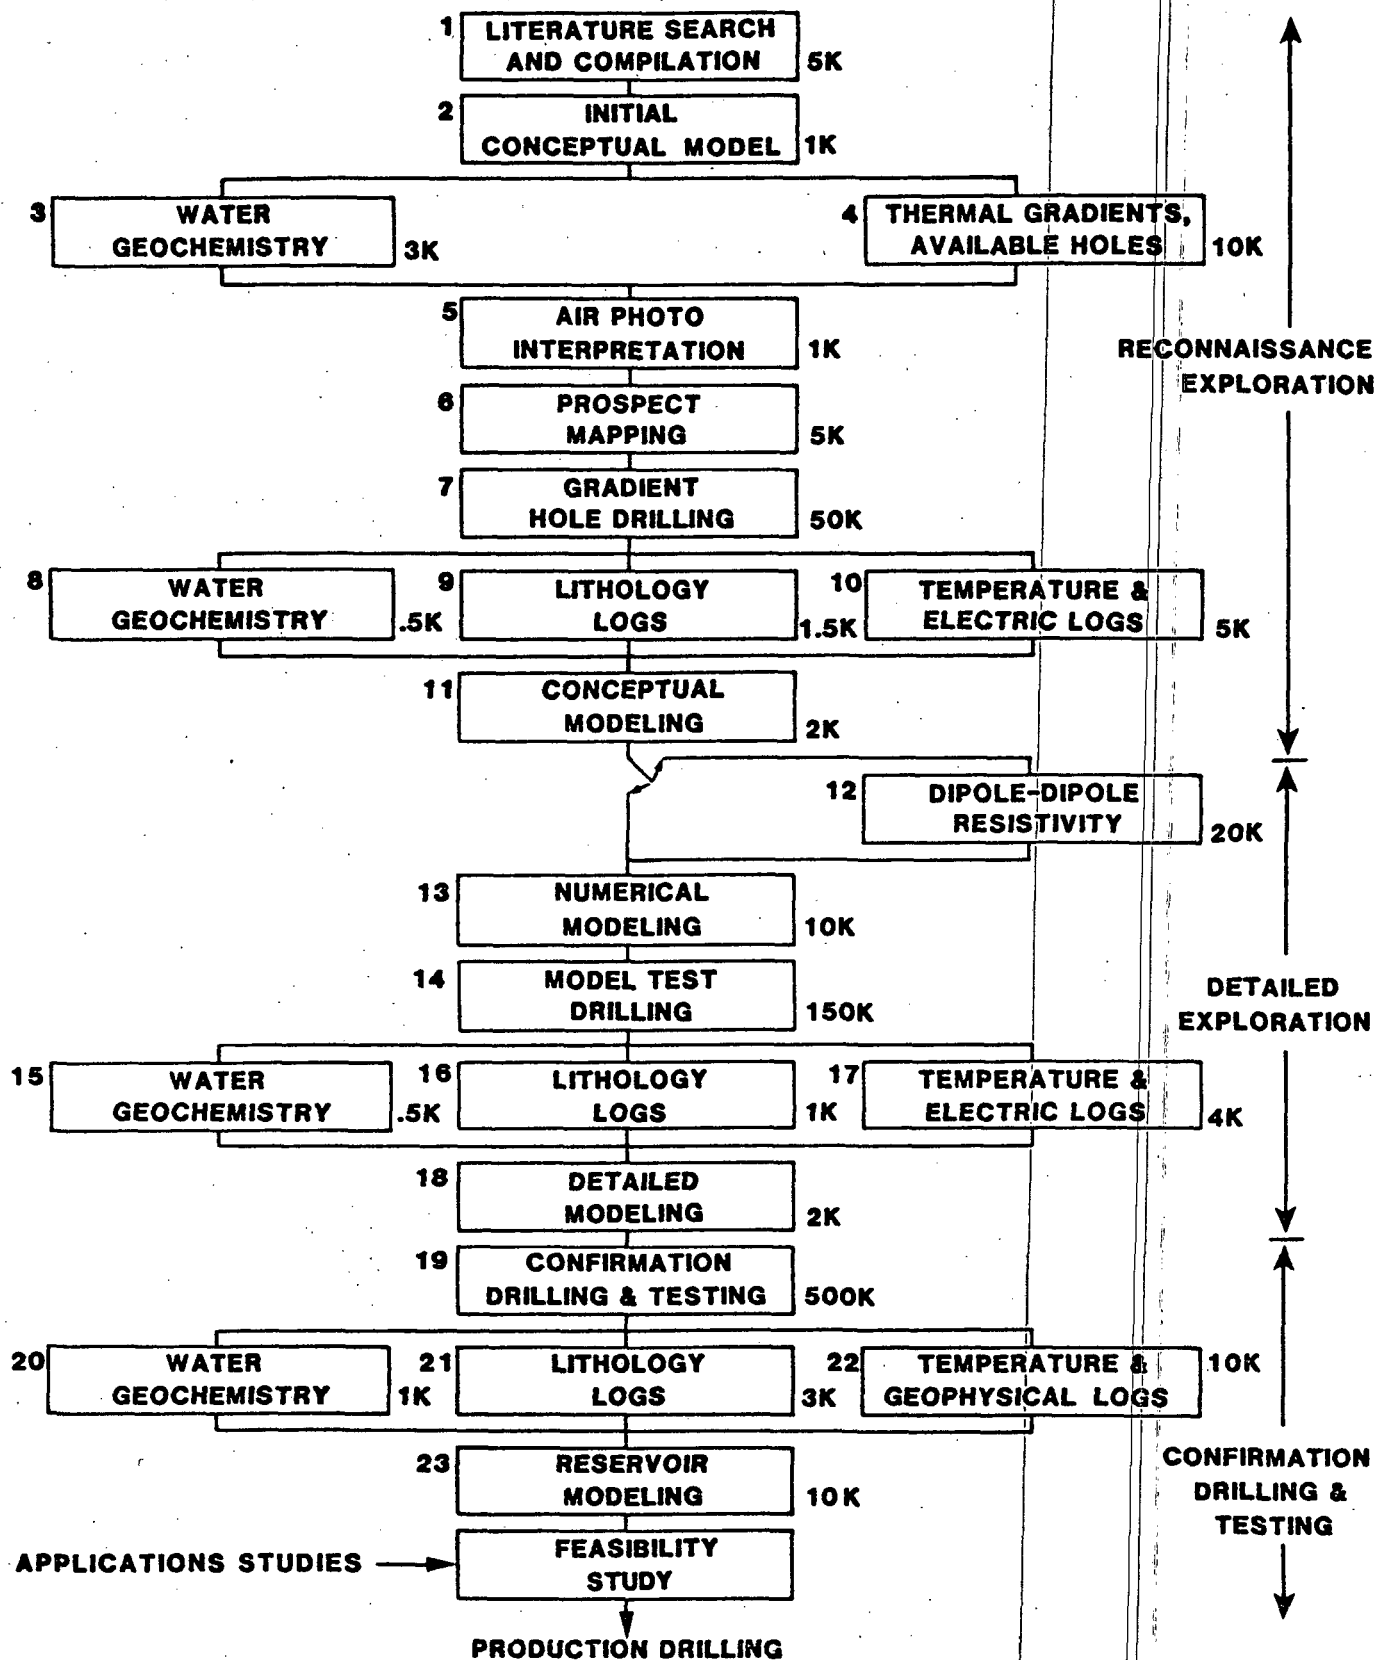 1
LITERATURE SEARCH
AND COMPILATION
5K
2
INITIAL
CONCEPTUAL MODEL
1K
3
WATER
GEOCHEMISTRY
3K
4
THERMAL GRADIENTS,
AVAILABLE HOLES
10K
5
AIR PHOTO
INTERPRETATION
1K
RECONNAISSANCE
EXPLORATION
6
PROSPECT
MAPPING
5K
7
GRADIENT
HOLE DRILLING
50K
8
WATER
GEOCHEMISTRY
.5K
9
LITHOLOGY
LOGS
1.5K
10
TEMPERATURE &
ELECTRIC LOGS
5K
11
CONCEPTUAL
MODELING
2K
12
DIPOLE-DIPOLE
RESISTIVITY
20K
13
NUMERICAL
MODELING
10K
14
MODEL TEST
DRILLING
150K
DETAILED
EXPLORATION
15
WATER
GEOCHEMISTRY
.5K
16
LITHOLOGY
LOGS
1K
17
TEMPERATURE &
ELECTRIC LOGS
4K
18
DETAILED
MODELING
2K
19
CONFIRMATION
DRILLING & TESTING
500K
20
WATER
GEOCHEMISTRY
1K
21
LITHOLOGY
LOGS
3K
22
TEMPERATURE &
GEOPHYSICAL LOGS
10K
23
RESERVOIR
MODELING
10K
CONFIRMATION
DRILLING &
TESTING
APPLICATIONS STUDIES
FEASIBILITY
STUDY
PRODUCTION DRILLING